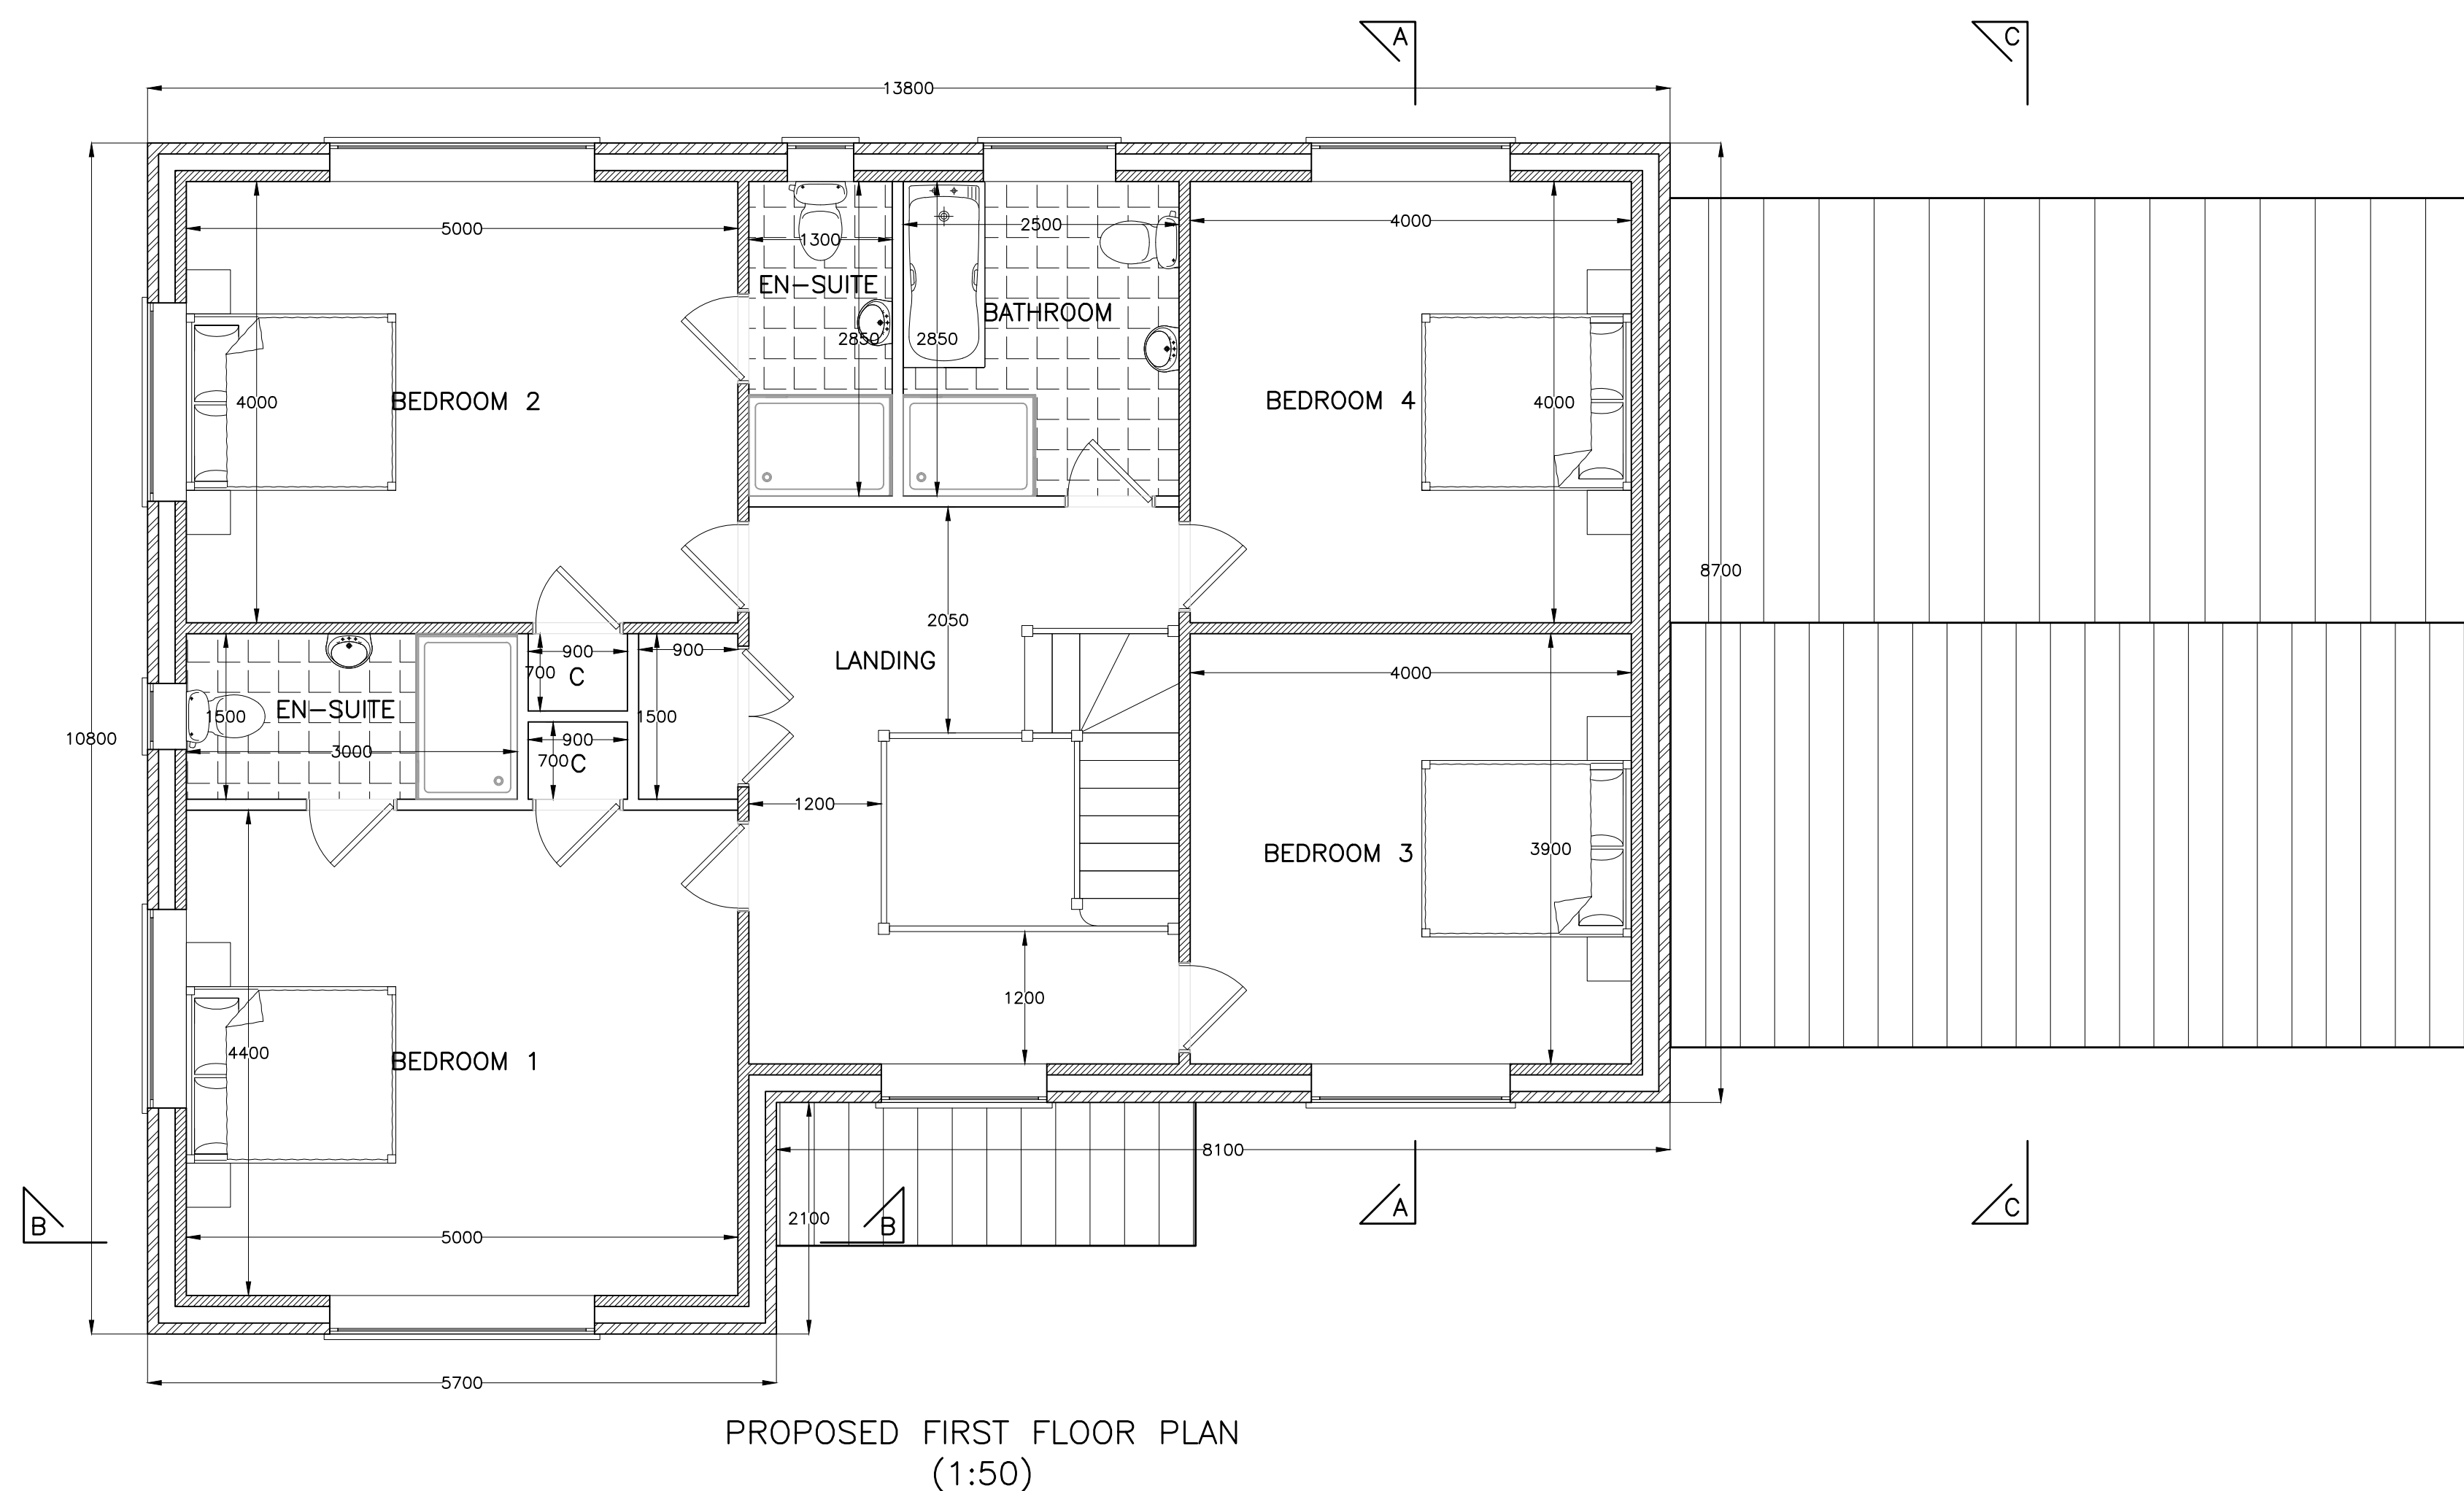 A
C
13800
5000
4000
BEDROOM 2
1300
EN-SUITE
2850
2500
BATHROOM
2850
4000
BEDROOM 4
4000
8700
10800
1500
EN-SUITE
3000
900
700
C
900
700
C
900
1500
2050
LANDING
1200
1200
4000
BEDROOM 3
3900
4400
BEDROOM 1
5000
8100
2100
B
B
A
C
5700
PROPOSED FIRST FLOOR PLAN
(1:50)